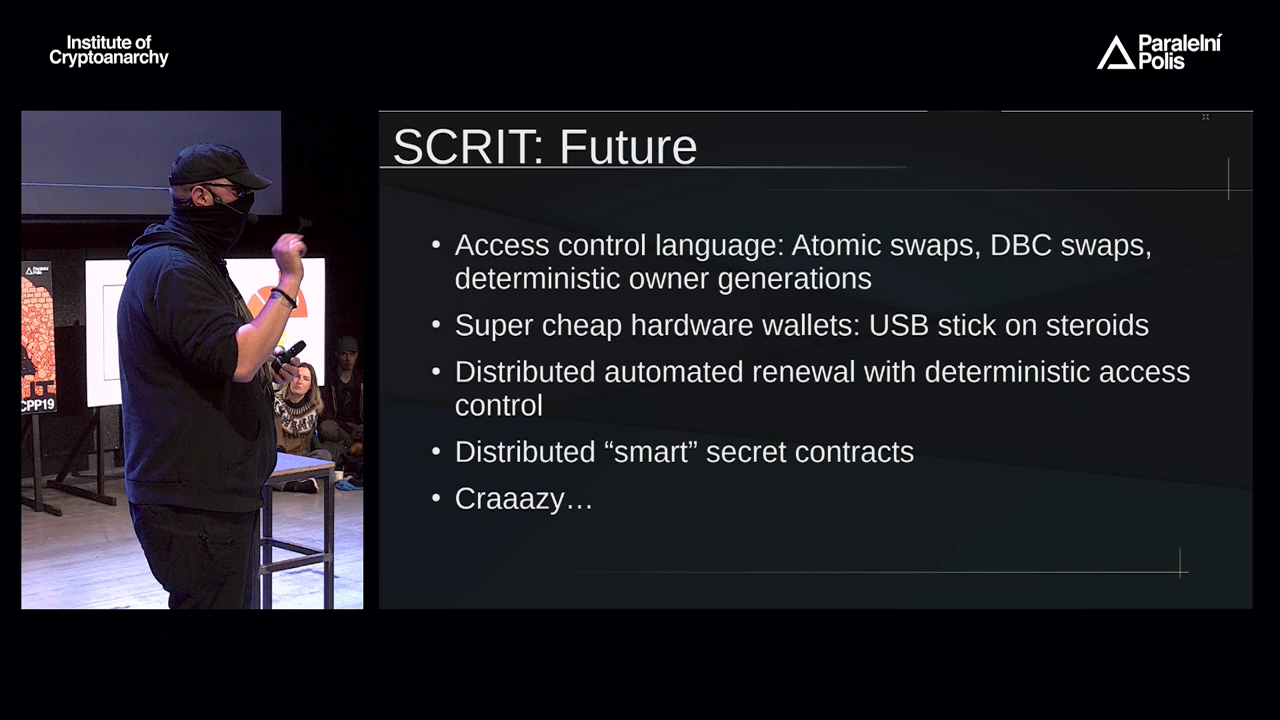 Institute of
Cryptoanarchy
Paralelní
Polis
SCRIT: Future
• Access control language: Atomic swaps, DBC swaps,
deterministic owner generations
• Super cheap hardware wallets: USB stick on steroids
• Distributed automated renewal with deterministic access
control
• Distributed “smart” secret contracts
• Craaazy…
Paralelní
Polis
CPP19